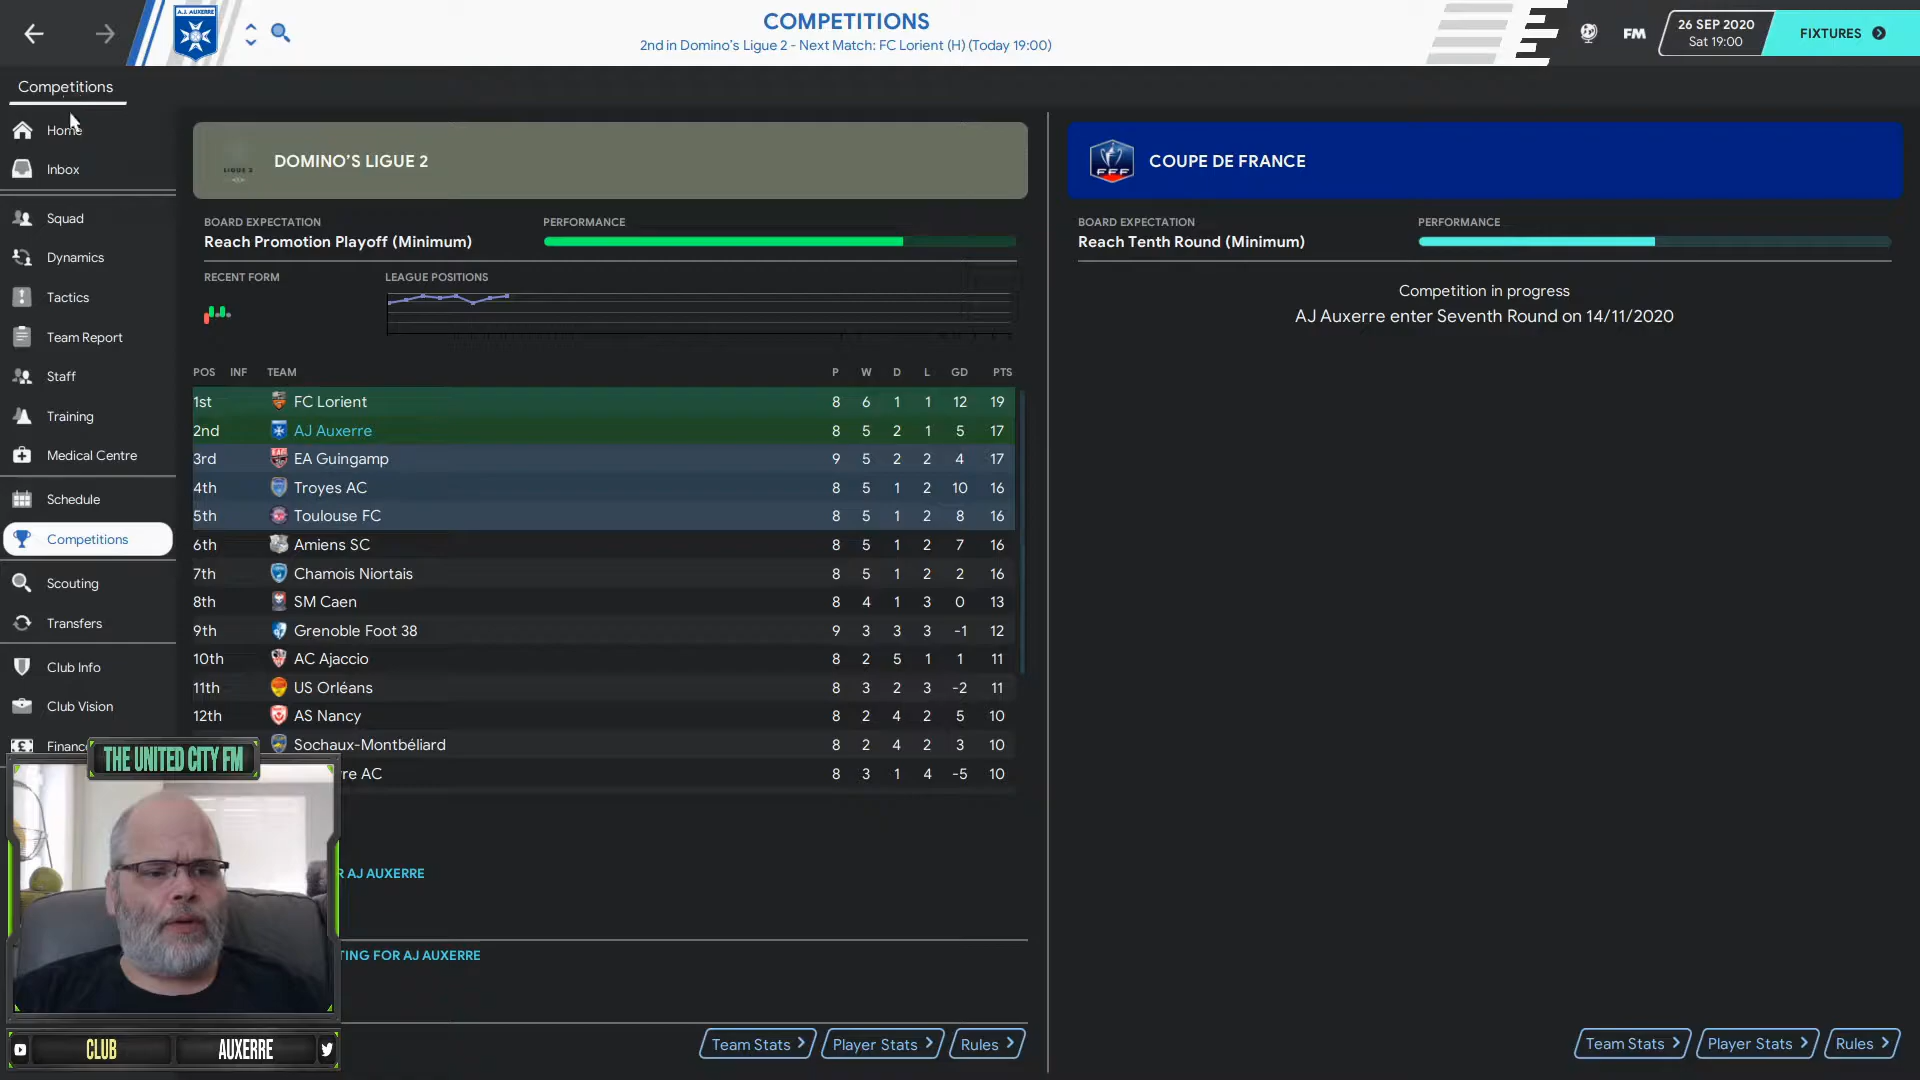 COMPETITIONS
2nd in Domino's Ligue 2 - Next Match: FC Lorient (H) (Today 19:00)
FM
26 SEP 2020
Sat 19:00
FIXTURES
Competitions
Home
Inbox
Squad
Dynamics
Tactics
Team Report
Staff
Training
Medical Centre
Schedule
Competitions
Scouting
Transfers
Club Info
Club Vision
Financ
DOMINO'S LIGUE 2
BOARD EXPECTATION
Reach Promotion Playoff (Minimum)
PERFORMANCE
RECENT FORM
LEAGUE POSITIONS
POS INF TEAM P W D L GD PTS
1st FC Lorient 8 6 1 1 12 19
2nd AJ Auxerre 8 5 2 1 5 17
3rd EA Guingamp 9 5 2 2 4 17
4th Troyes AC 8 5 1 2 10 16
5th Toulouse FC 8 5 1 2 8 16
6th Amiens SC 8 5 1 2 7 16
7th Chamois Niortais 8 5 1 2 2 16
8th SM Caen 8 4 1 3 0 13
9th Grenoble Foot 38 9 3 3 3 -1 12
10th AC Ajaccio 8 2 5 1 1 11
11th US Orléans 8 3 2 3 -2 11
12th AS Nancy 8 2 4 2 5 10
Sochaux-Montbéliard 8 2 4 2 3 10
re AC 8 3 1 4 -5 10
R AJ AUXERRE
TING FOR AJ AUXERRE
Team Stats
Player Stats
Rules
COUPE DE FRANCE
BOARD EXPECTATION
Reach Tenth Round (Minimum)
PERFORMANCE
Competition in progress
AJ Auxerre enter Seventh Round on 14/11/2020
Team Stats
Player Stats
Rules
THE UNITED CITY FM
CLUB
AUXERRE
A.J. AUXERRE
LIGUE 2
FFF